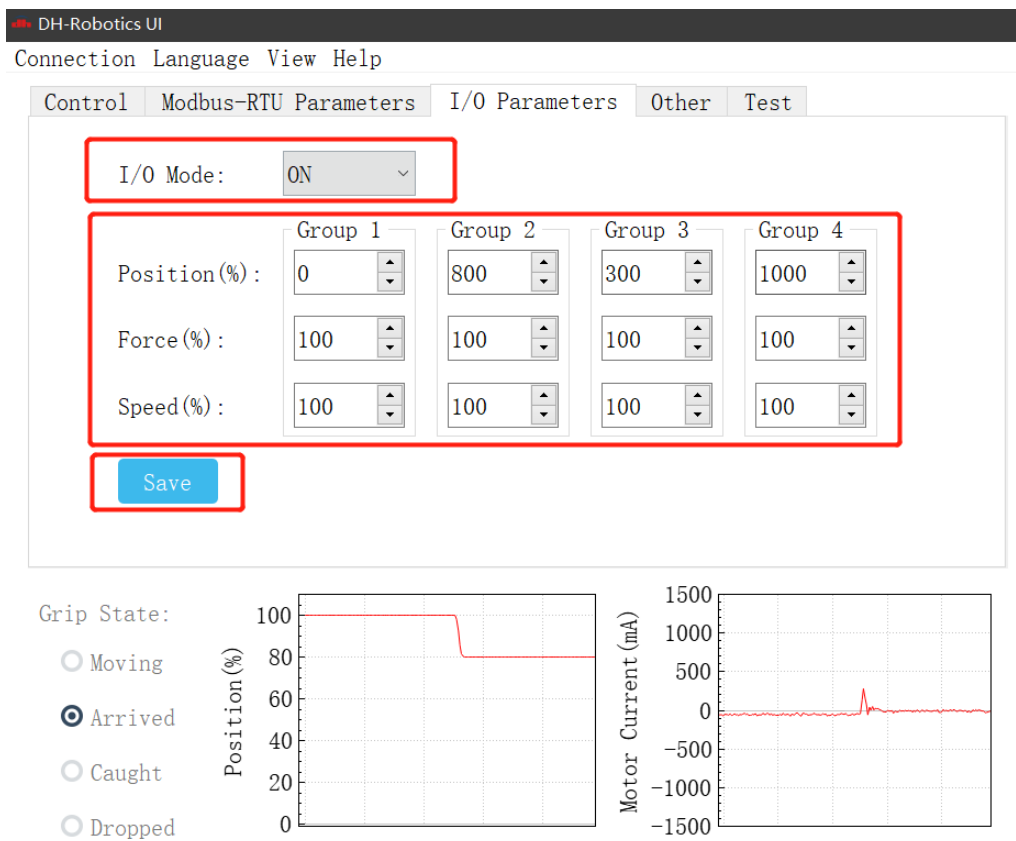 DH-Robotics UI
Connection Language View Help
Control Modbus-RTU Parameters I/O Parameters Other Test
I/O Mode: ON
Group 1 Group 2 Group 3 Group 4
Position(%): 0 800 300 1000
Force(%): 100 100 100 100
Speed(%): 100 100 100 100
Save
Grip State:
Moving
Arrived
Caught
Dropped
Position(%)
100
80
60
40
20
0
Motor Current(mA)
1500
1000
500
0
-500
-1000
-1500